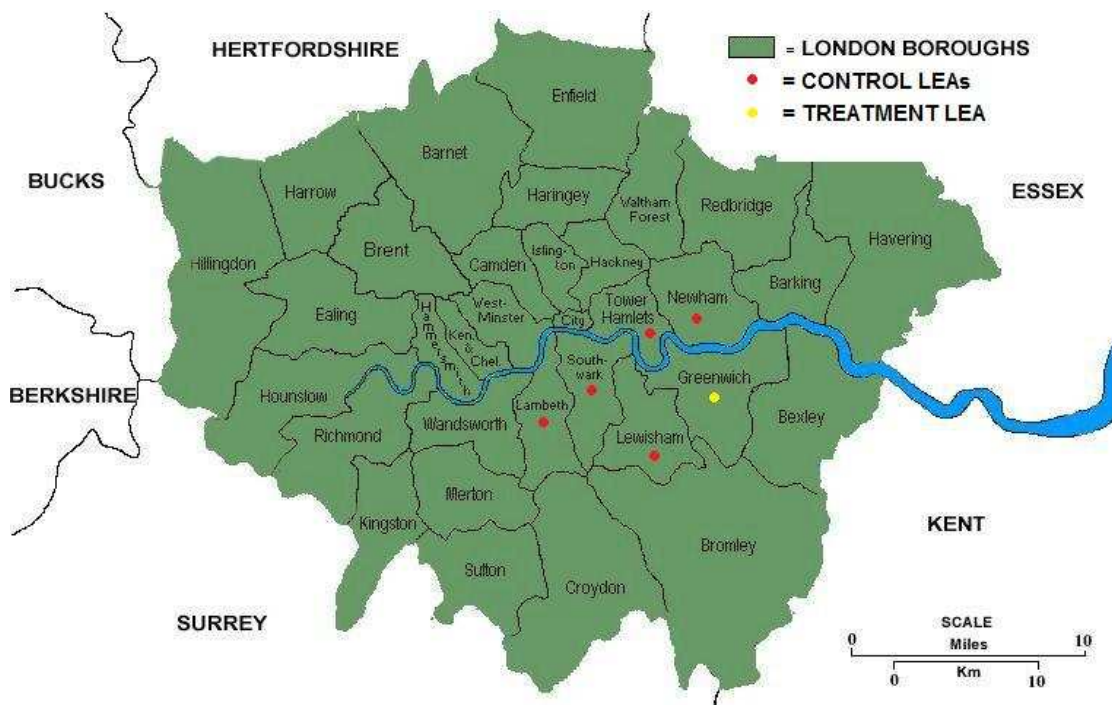 HERTFORDSHIRE
= LONDON BOROUGHS
= CONTROL LEAs
= TREATMENT LEA
Enfield
Barnet
BUCKS
Harrow
Haringey
Waltham
Forest
Redbridge
ESSEX
Havering
Brent
Hillingdon
Camden
Isling-
ton
Hackney
Barking
Ealing
Hammersmith
West-
Minster
Ken.
&
Chel.
City
Tower
Hamlets
Newham
BERKSHIRE
Hounslow
South-
wark
Greenwich
Richmond
Wandsworth
Lambeth
Lewisham
Bexley
Merton
Kingston
KENT
Bromley
Sutton
Croydon
SURREY
SCALE
0 Miles 10
Km
0 10